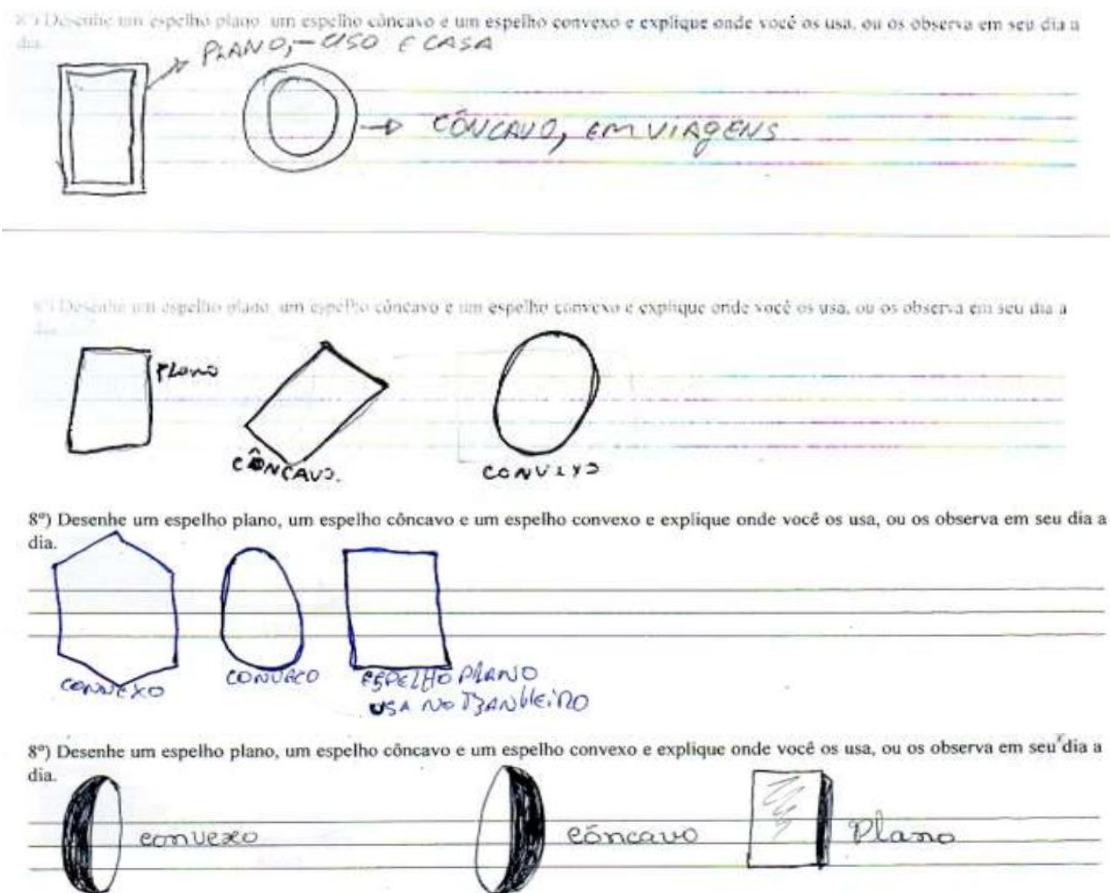 8º) Desenhe um espelho plano, um espelho côncavo e um espelho convexo e explique onde você os usa, ou os observa em seu dia a
dia.
PLANO, - USO E CASA
CÔNCAVO, EM VIAGENS
8º) Desenhe um espelho plano, um espelho côncavo e um espelho convexo e explique onde você os usa, ou os observa em seu dia a
dia.
PLANO
CÔNCAVO.
CONVEXO
8º) Desenhe um espelho plano, um espelho côncavo e um espelho convexo e explique onde você os usa, ou os observa em seu dia a
dia.
CONVEXO
CONVACO
ESPELHO PLANO
USA NO BANHEIRO
8º) Desenhe um espelho plano, um espelho côncavo e um espelho convexo e explique onde você os usa, ou os observa em seu dia a
dia.
convexo
côncavo
Plano